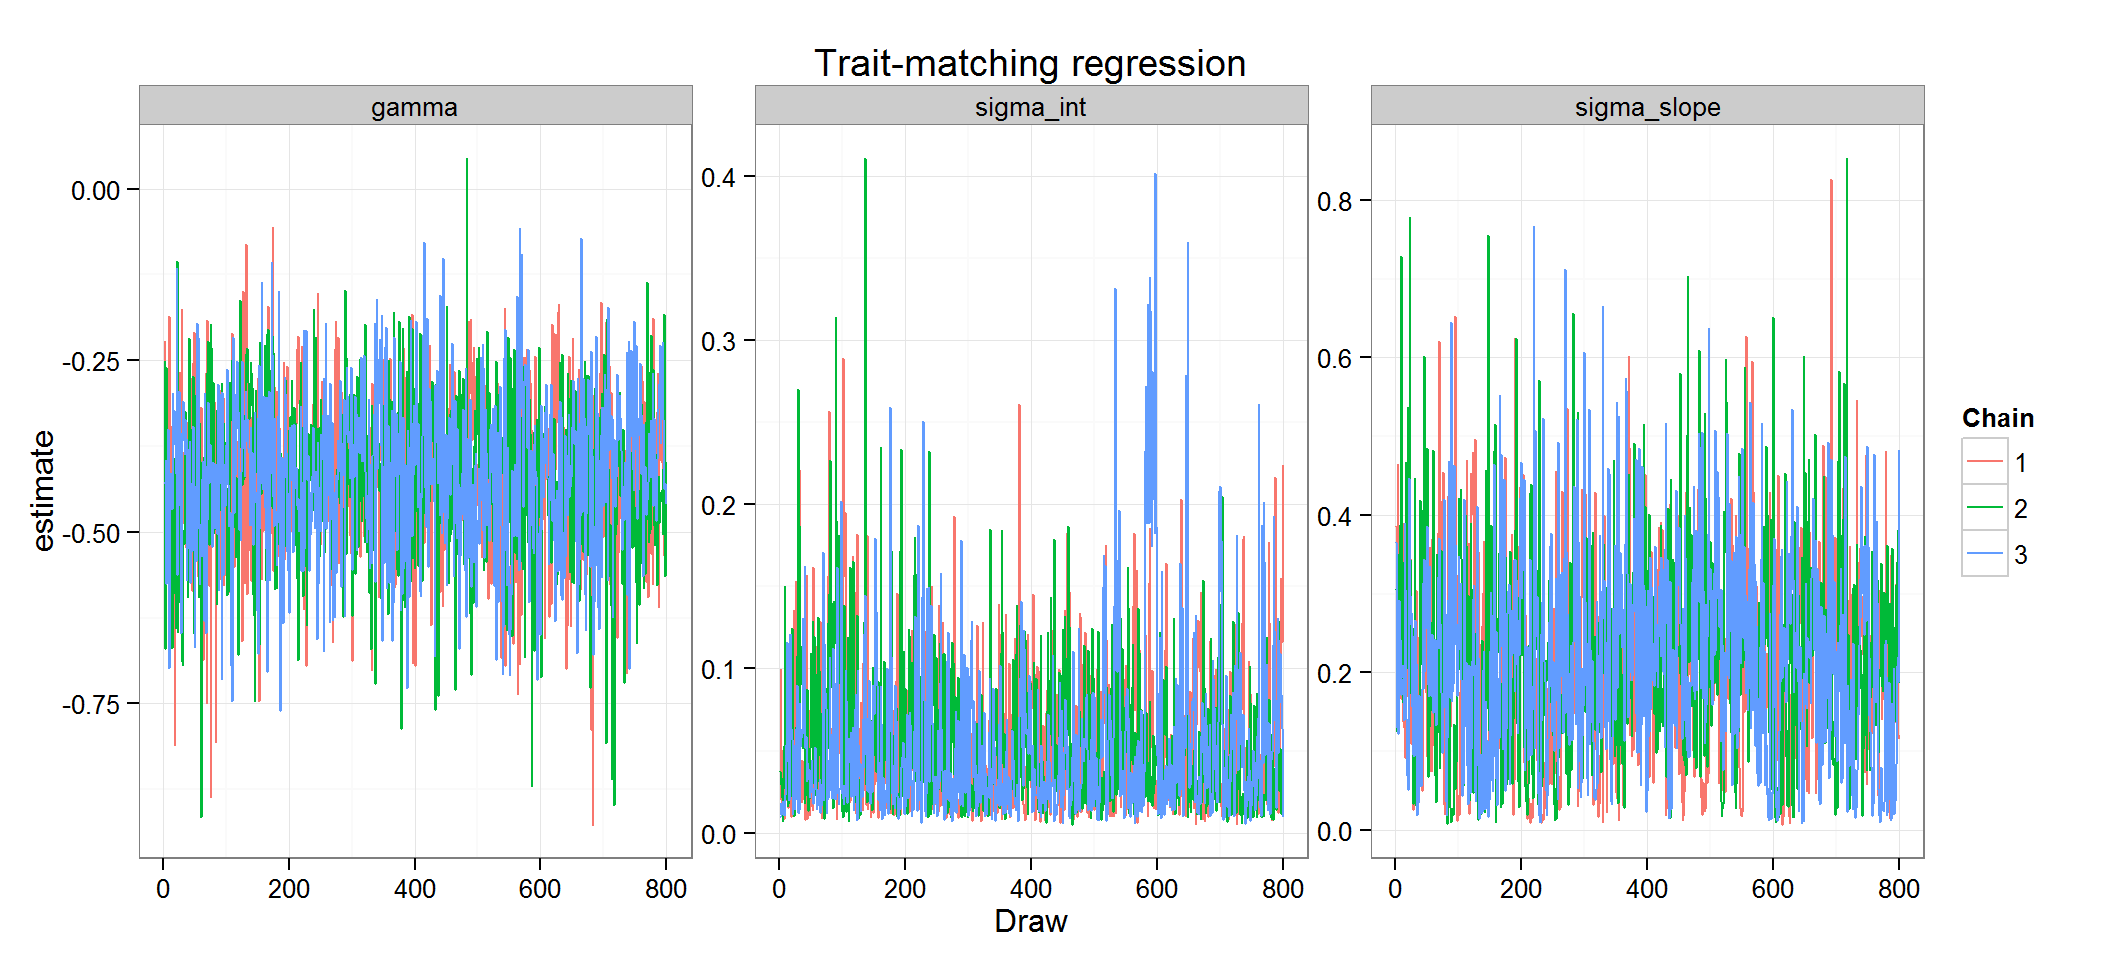 Trait-matching regression
gamma
sigma_int
sigma_slope
estimate
0.00
-0.25
-0.50
-0.75
0 200 400 600 800
0.4
0.3
0.2
0.1
0.0
0 200 400 600 800
0.8
0.6
0.4
0.2
0.0
0 200 400 600 800
Draw
Chain
1
2
3